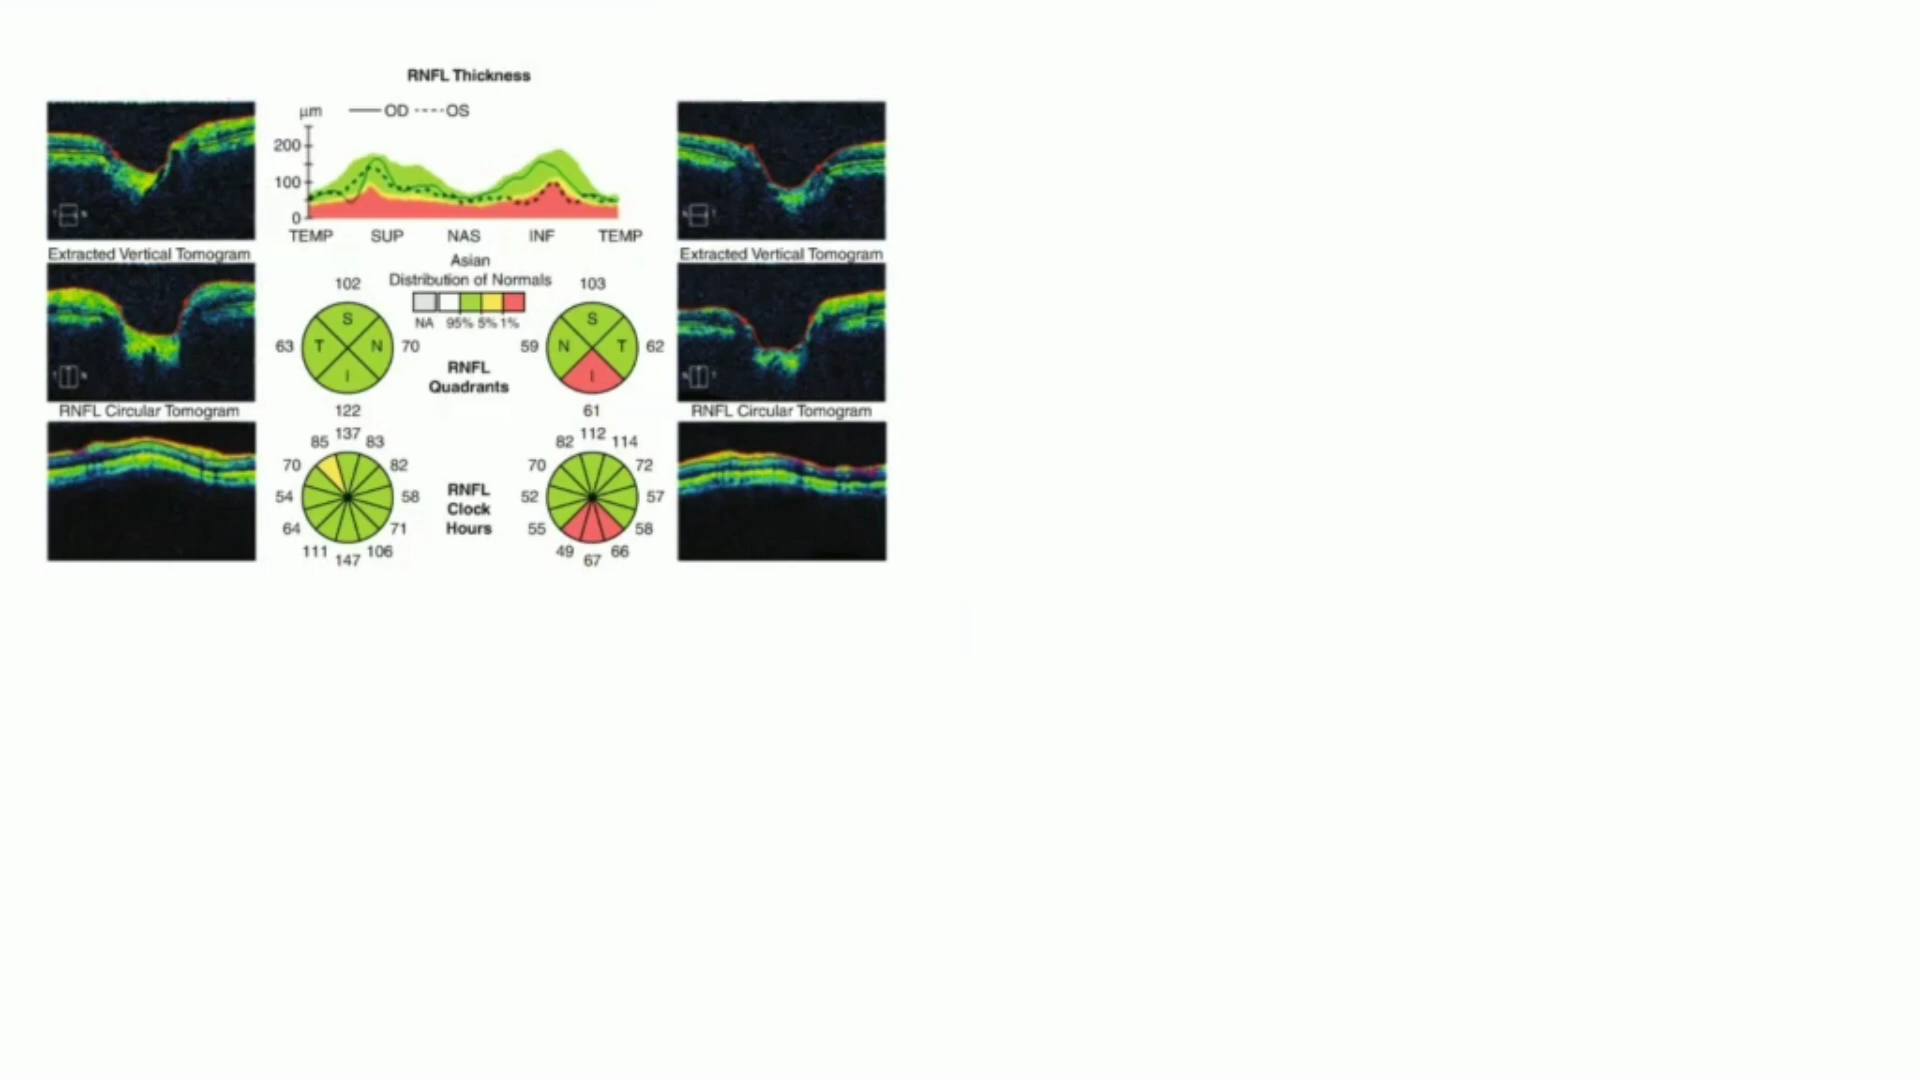 RNFL Thickness
µm
OD
OS
200
100
0
TEMP SUP NAS INF TEMP
Extracted Vertical Tomogram
Extracted Vertical Tomogram
Asian
Distribution of Normals
NA 95% 5% 1%
102
S
63 T N 70
I
122
103
S
59 N T 62
I
61
RNFL
Quadrants
RNFL Circular Tomogram
RNFL Circular Tomogram
85 137 83
70 82
54 58
64 71
111 147 106
RNFL
Clock
Hours
82 112 114
70 72
52 57
55 58
49 67 66